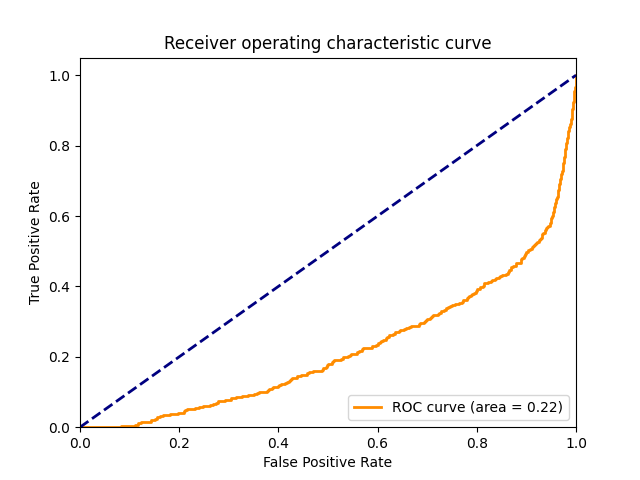 Receiver operating characteristic curve
1.0
0.8
0.6
0.4
0.2
0.0
True Positive Rate
ROC curve (area = 0.22)
0.0 0.2 0.4 0.6 0.8 1.0
False Positive Rate